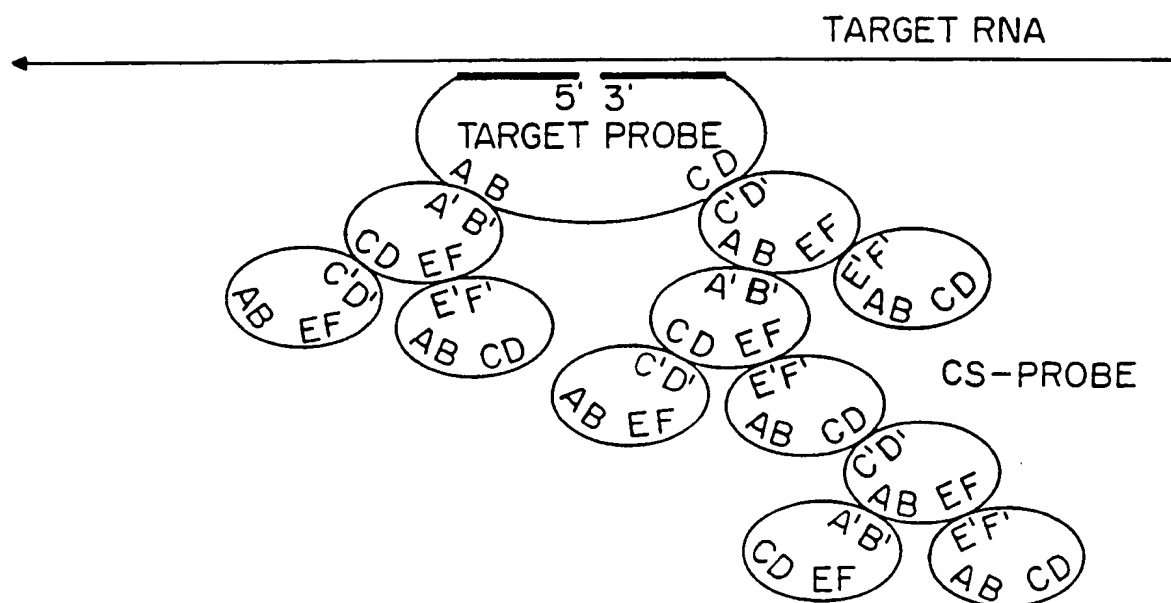 TARGET RNA
5' 3'
TARGET PROBE
AB
CD
A'B'
CD EF
C'D'
AB EF
C'D'
AB EF
E'F'
AB CD
E'F'
AB CD
A'B'
CD EF
C'D'
AB EF
E'F'
AB CD
CS-PROBE
C'D'
AB EF
A'B'
CD EF
E'F'
AB CD